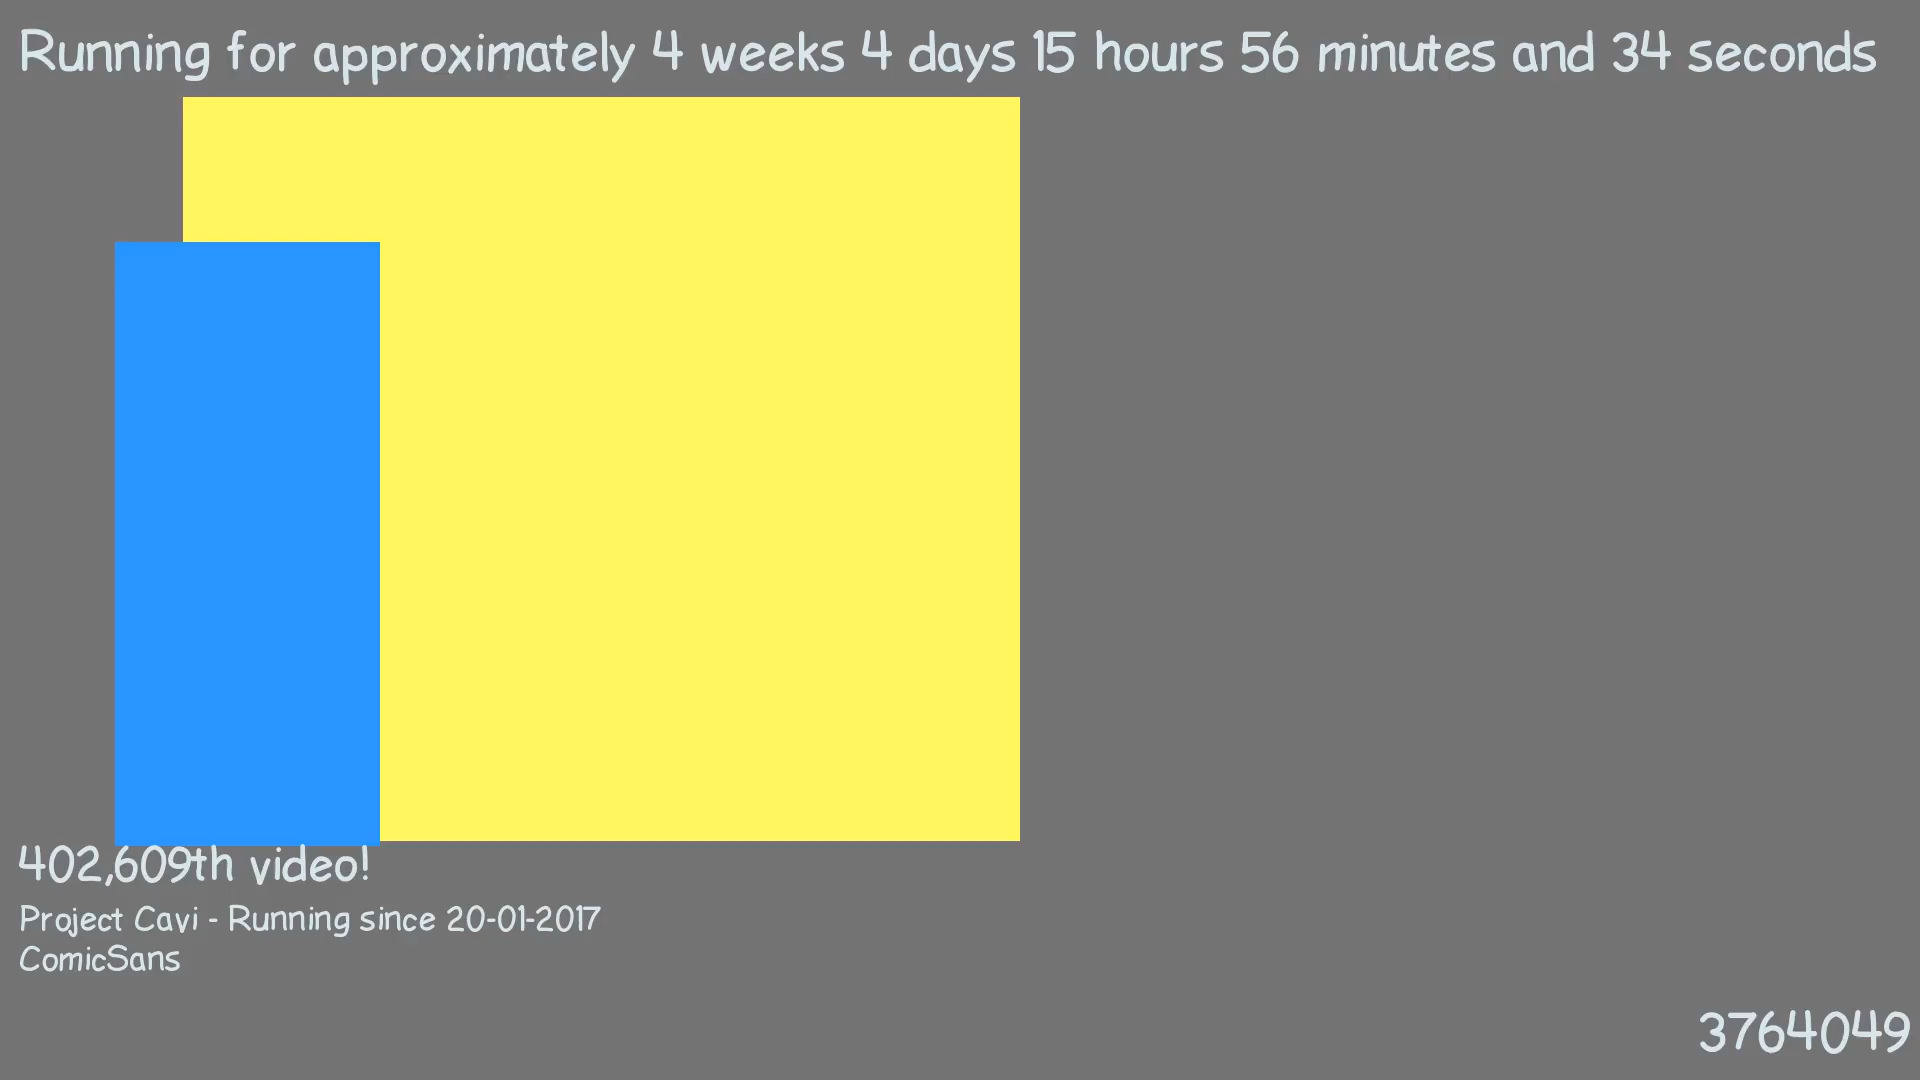 Running for approximately 4 weeks 4 days 15 hours 56 minutes and 34 seconds
402,609th video!
Project Cavi - Running since 20-01-2017
ComicSans
3764049